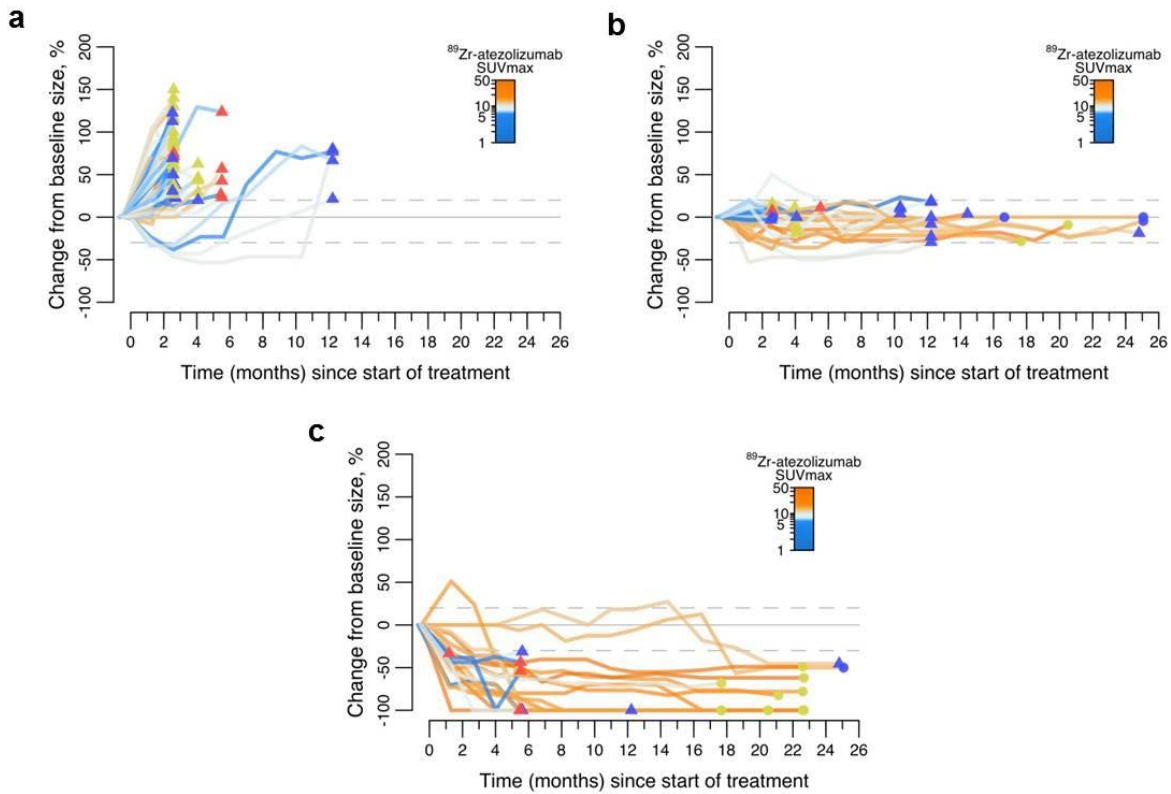 a
Change from baseline size, %
200
150
100
50
0
-50
-100
⁸⁹Zr-atezolizumab
SUVmax
50
10
5
1
0 2 4 6 8 10 12 14 16 18 20 22 24 26
Time (months) since start of treatment
b
Change from baseline size, %
200
150
100
50
0
-50
-100
⁸⁹Zr-atezolizumab
SUVmax
50
10
5
1
0 2 4 6 8 10 12 14 16 18 20 22 24 26
Time (months) since start of treatment
c
Change from baseline size, %
200
150
100
50
0
-50
-100
⁸⁹Zr-atezolizumab
SUVmax
50
10
5
1
0 2 4 6 8 10 12 14 16 18 20 22 24 26
Time (months) since start of treatment